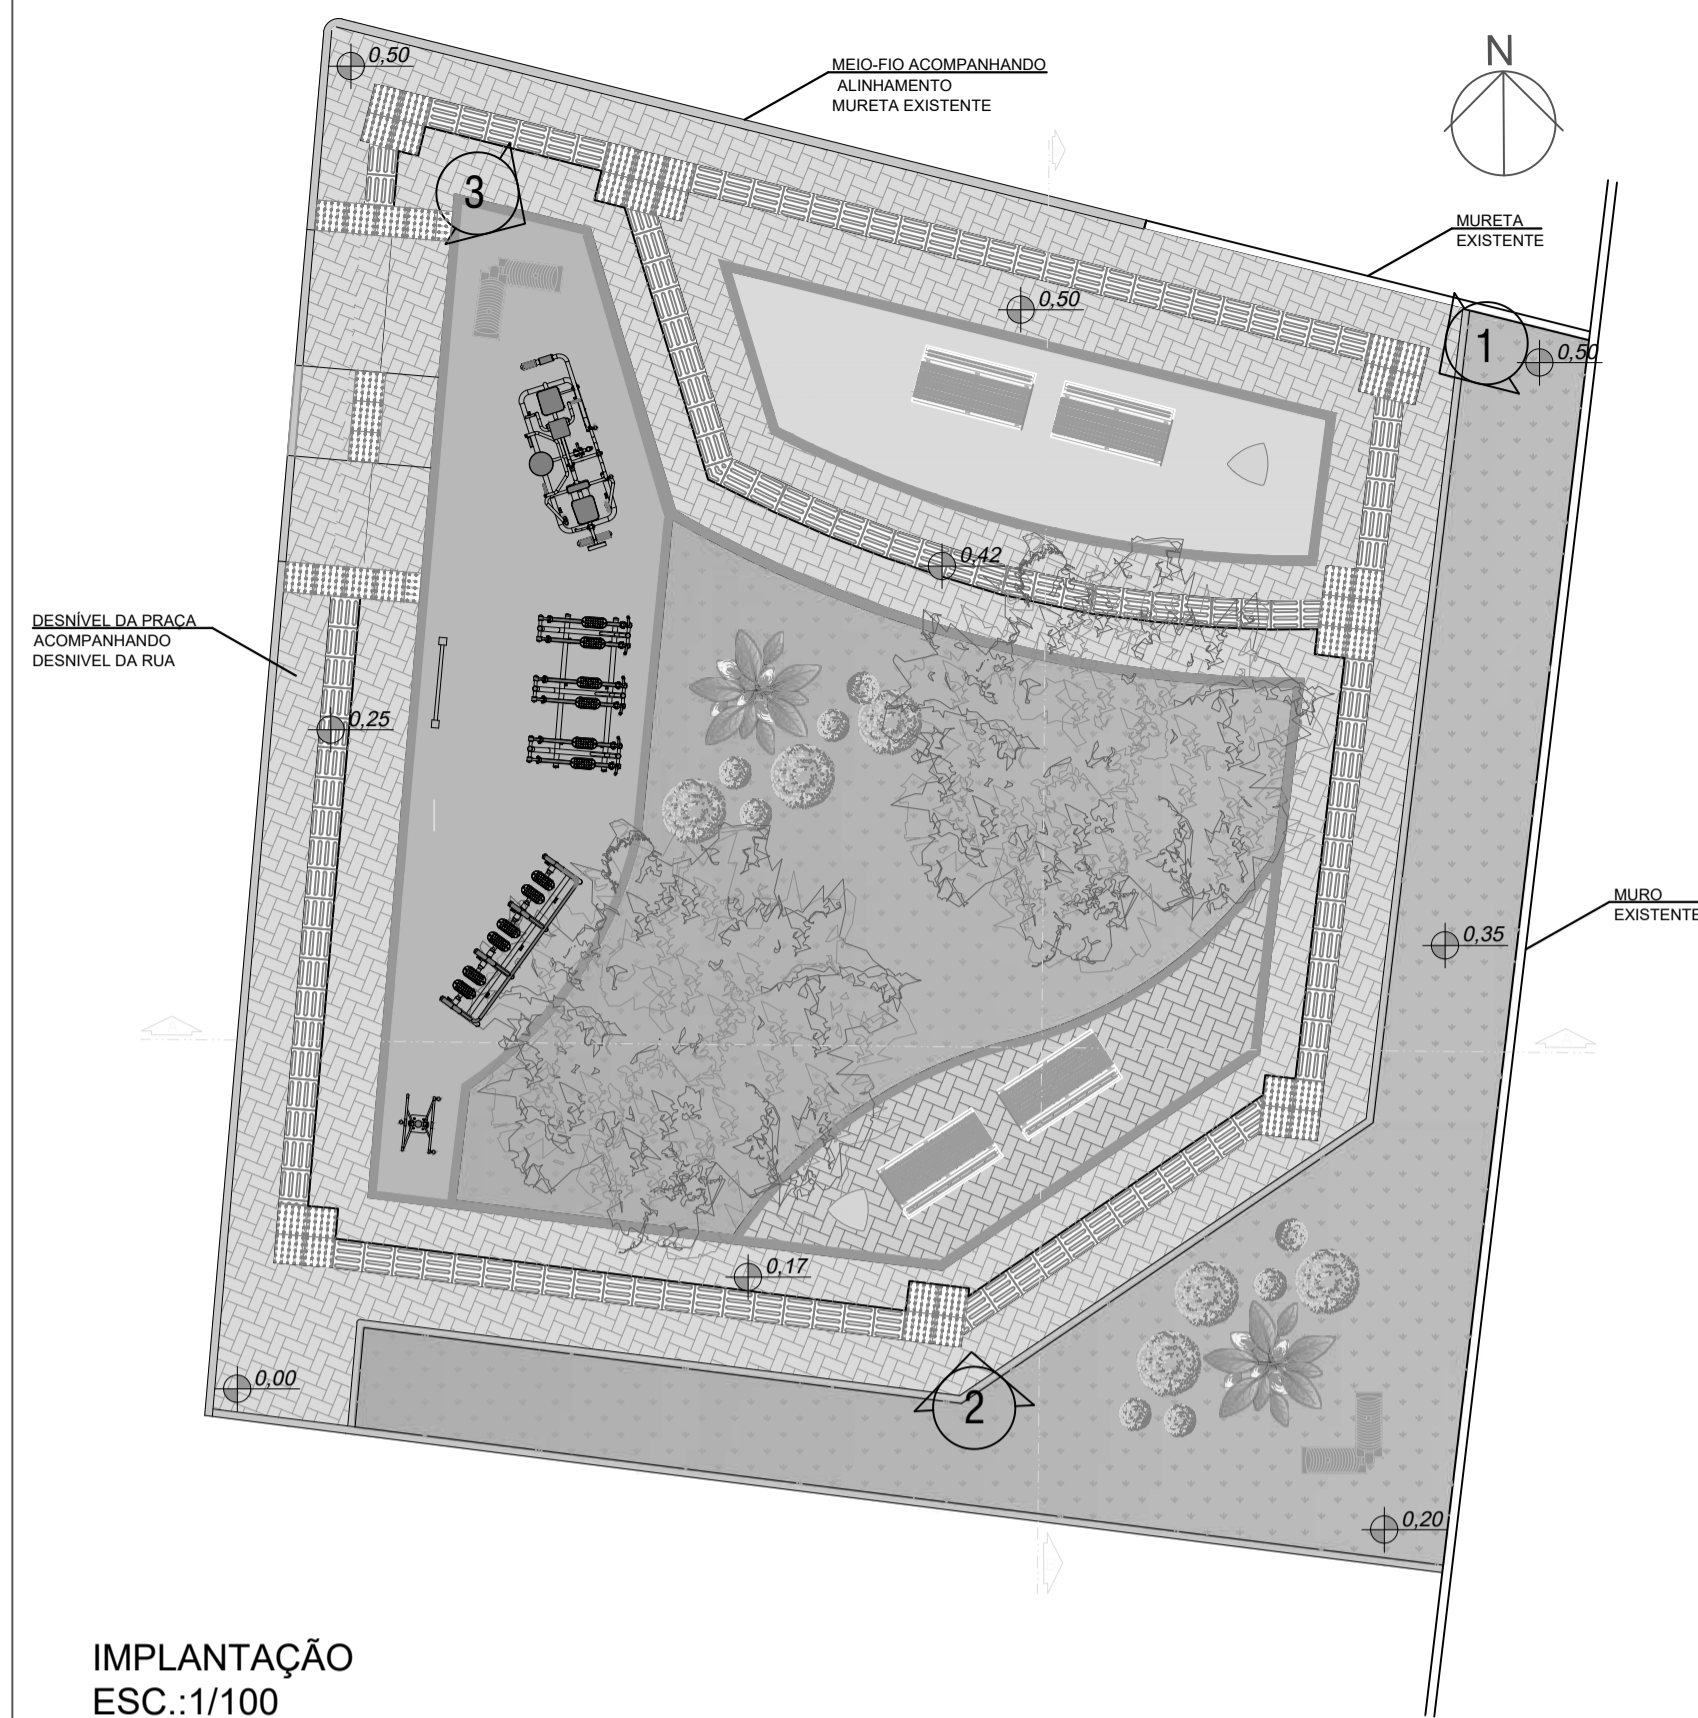 N
0,50
MEIO-FIO ACOMPANHANDO
ALINHAMENTO
MURETA EXISTENTE
3
MURETA
EXISTENTE
0,50
1
0,50
0,42
DESNÍVEL DA PRAÇA
ACOMPANHANDO
DESNIVEL DA RUA
0,25
MURO
EXISTENTE
0,35
0,17
0,00
2
0,20
IMPLANTAÇÃO
ESC.:1/100